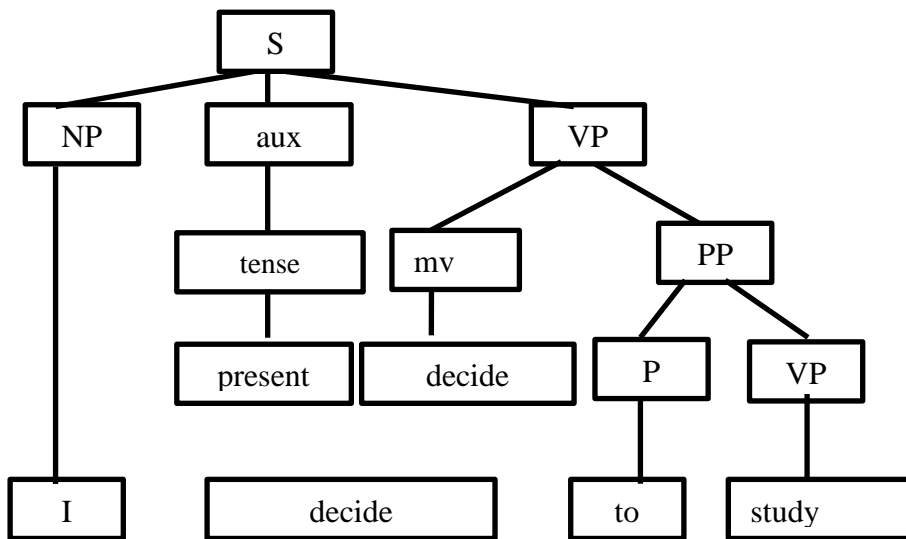 S
NP aux VP
tense mv PP
present decide P VP
I decide to study